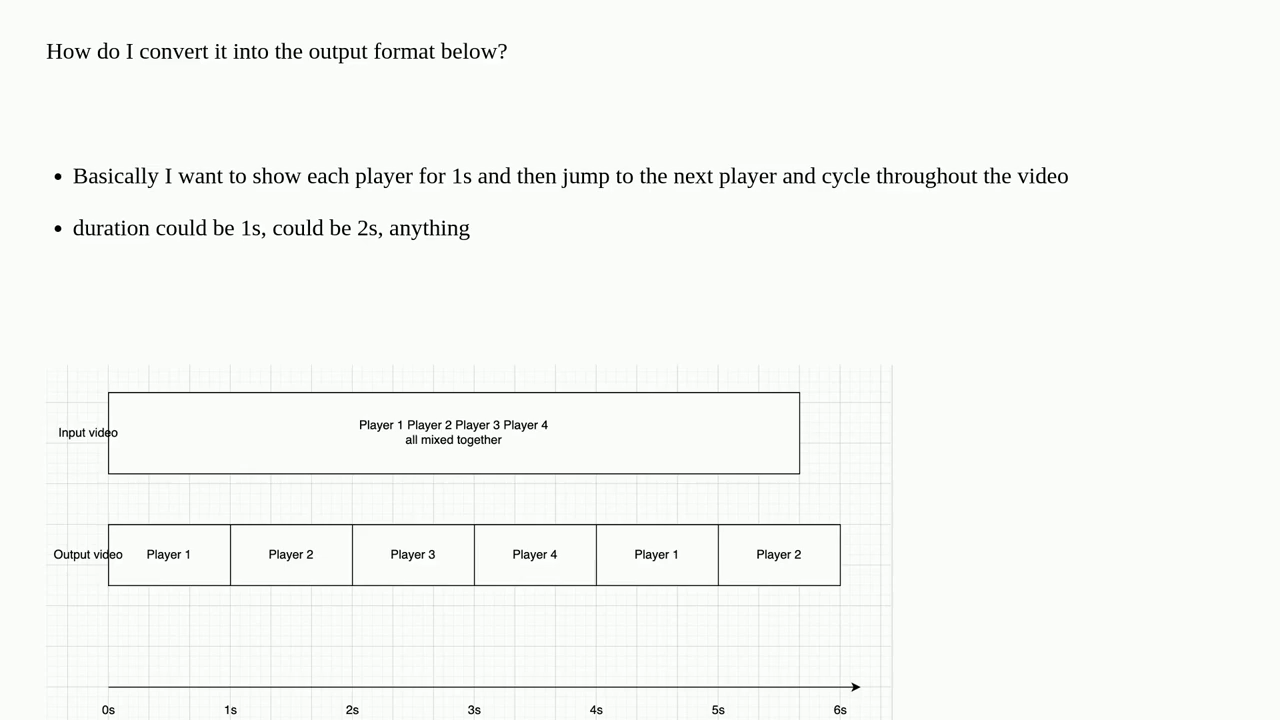 How do I convert it into the output format below?
• Basically I want to show each player for 1s and then jump to the next player and cycle throughout the video
• duration could be 1s, could be 2s, anything
Player 1 Player 2 Player 3 Player 4
Input video
all mixed together
Output video Player 1 Player 2 Player 3 Player 4 Player 1 Player 2
0s 1s 2s 3s 4s 5s 6s